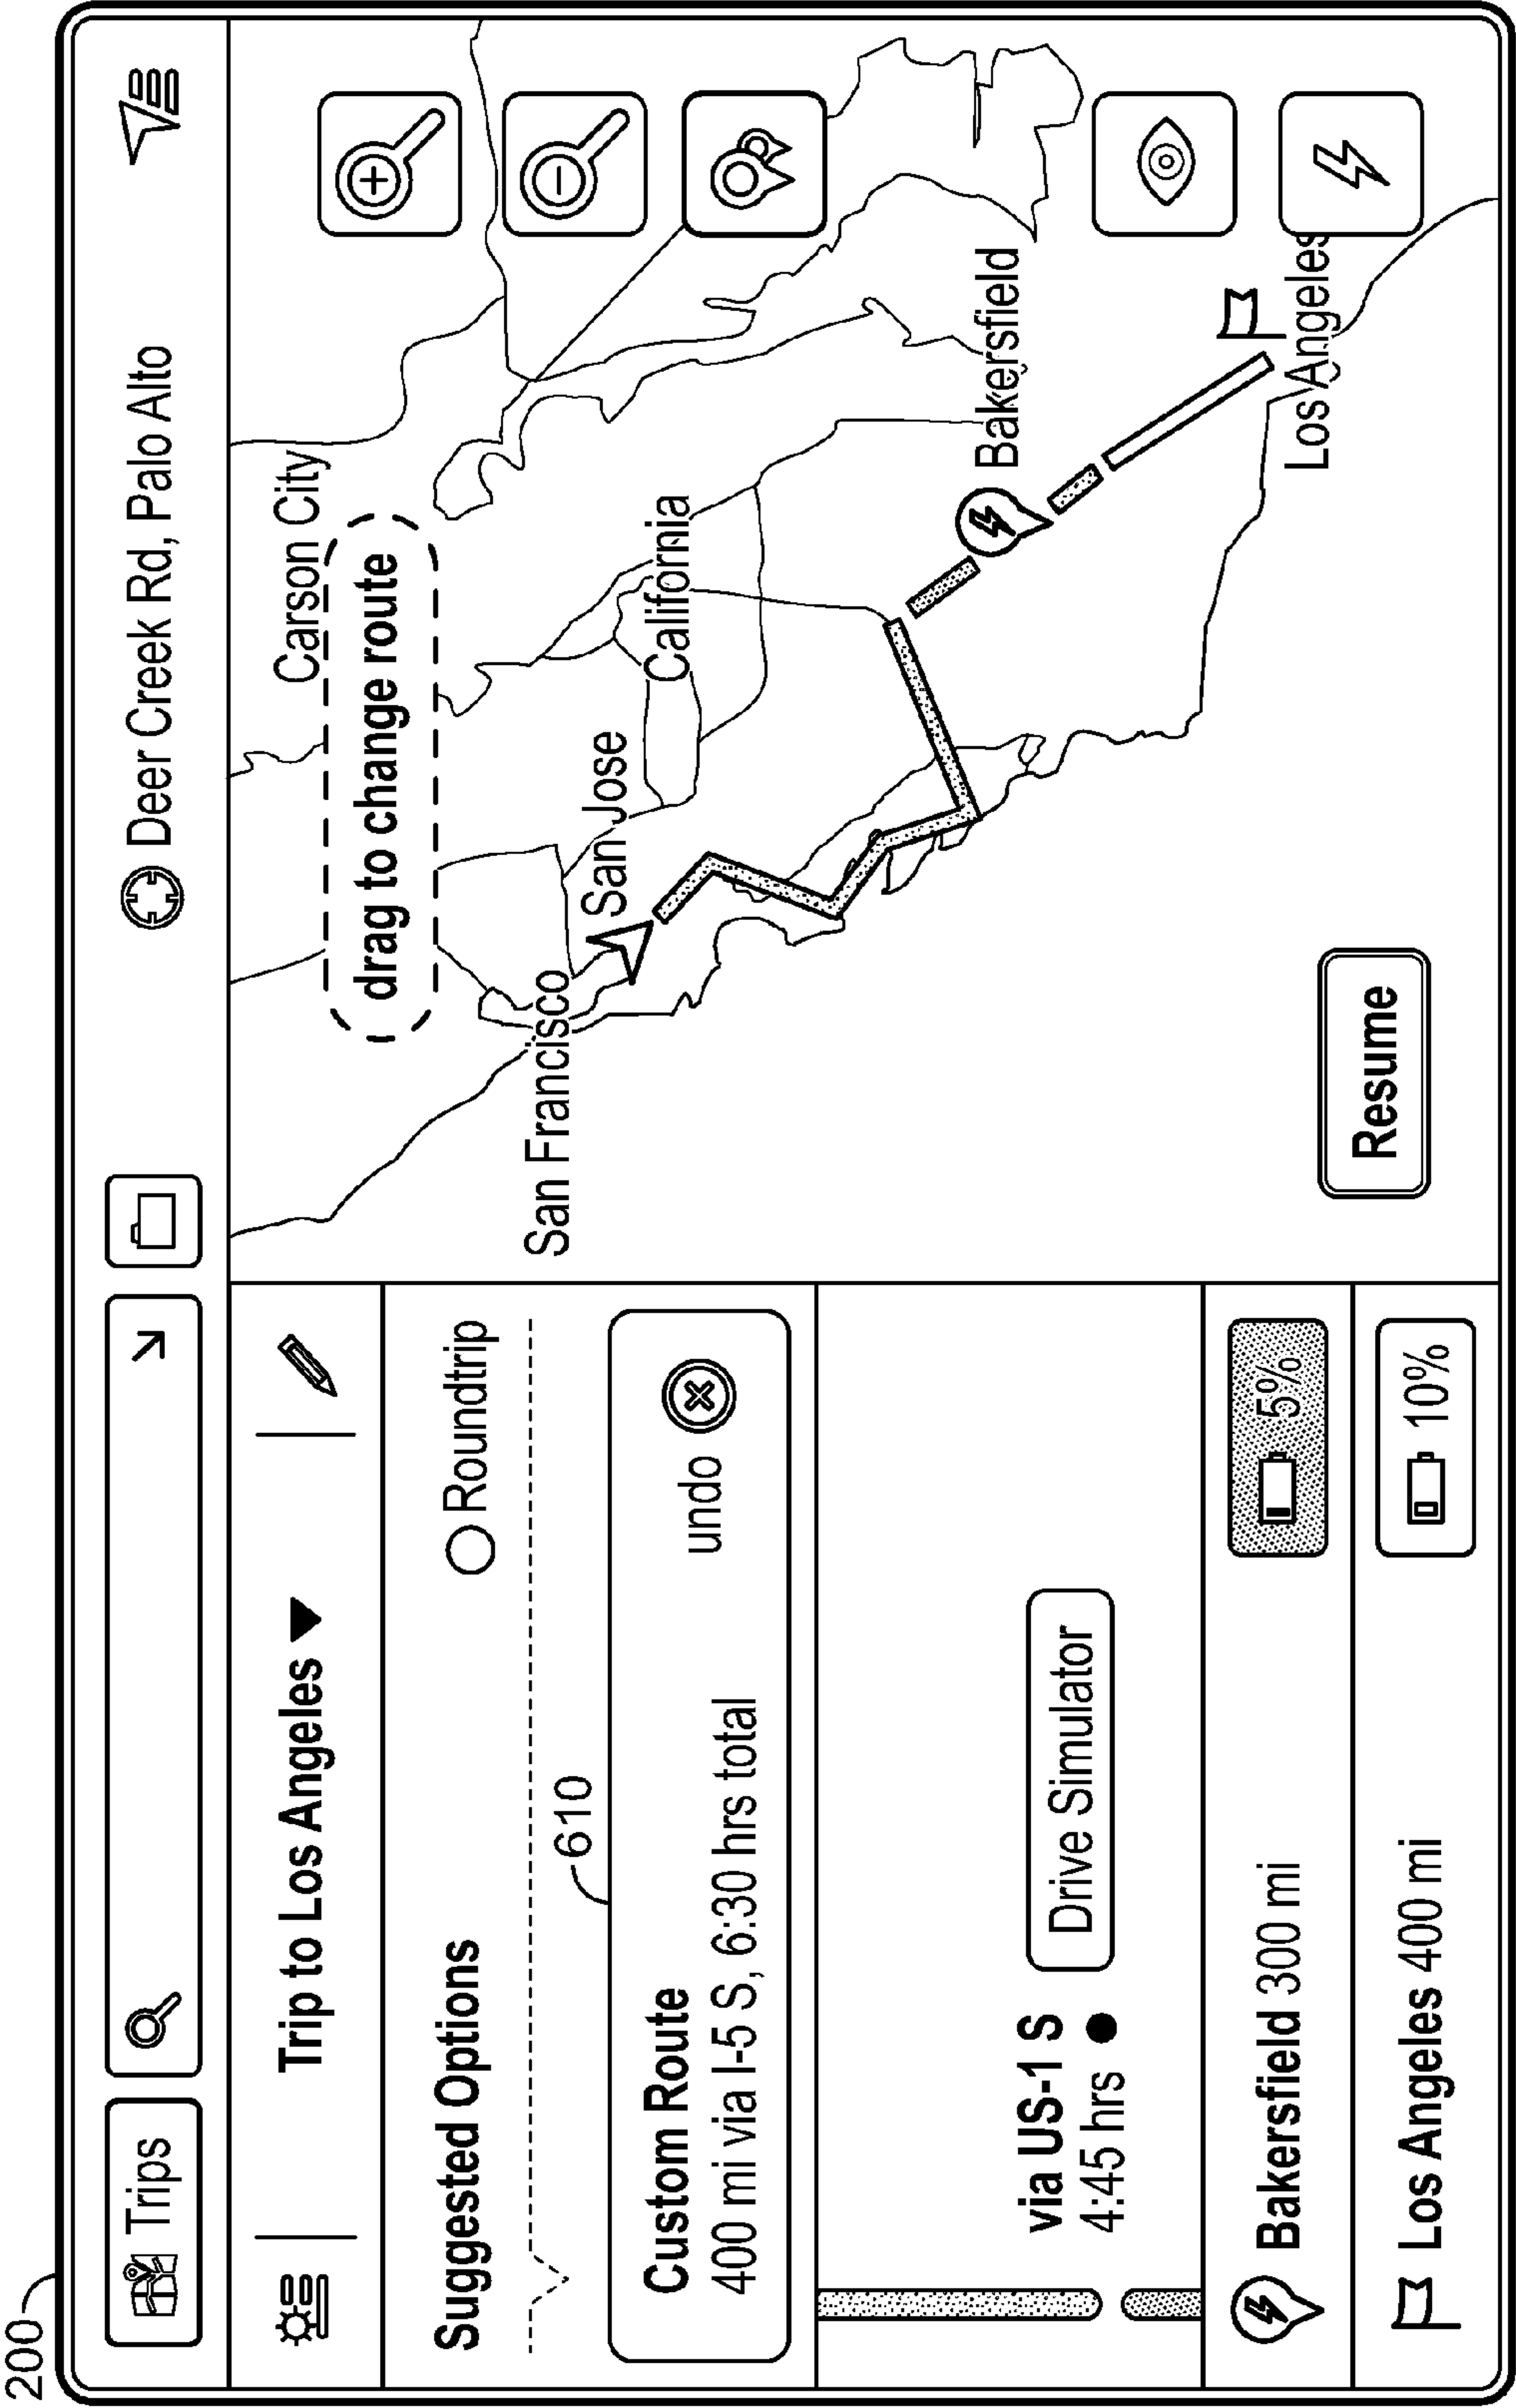 200
Trips
Deer Creek Rd, Palo Alto
Trip to Los Angeles
Suggested Options
Roundtrip
610
Custom Route
400 mi via I-5 S, 6:30 hrs total
undo
via US-1 S
4:45 hrs
Drive Simulator
Bakersfield 300 mi
5%
Los Angeles 400 mi
10%
Carson City
drag to change route
San Francisco
San Jose
California
Bakersfield
Los Angeles
Resume